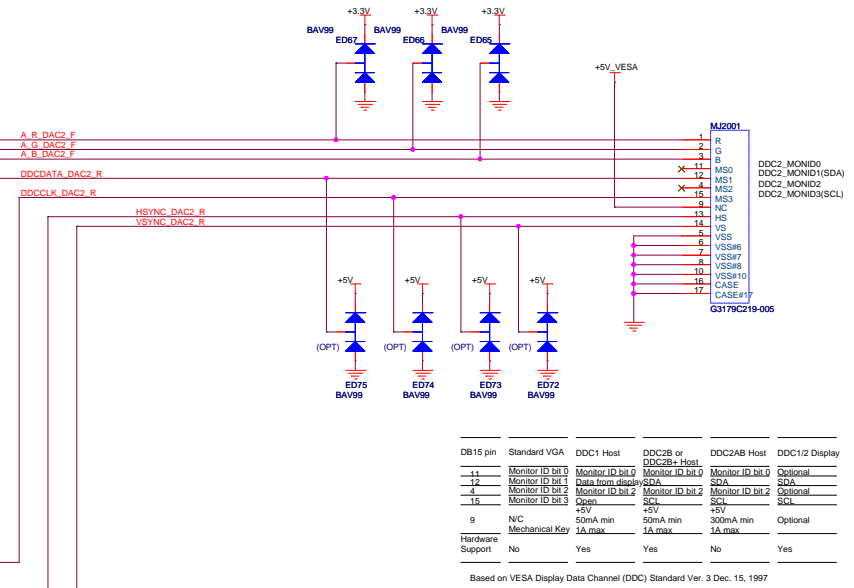 +3.3V +3.3V +3.3V
BAV99 BAV99 BAV99
ED67 ED66 ED65
+5V_VESA
MJ2001
A_R_DAC2_F 1 R
A_G_DAC2_F 2 G
A_B_DAC2_F 3 B
11 MS0 DDC2_MONID0
DDCDATA_DAC2_R 12 MS1 DDC2_MONID1(SDA)
4 MS2 DDC2_MONID2
DDCCLK_DAC2_R 15 MS3 DDC2_MONID3(SCL)
9 NC
HSYNC_DAC2_R 13 HS
VSYNC_DAC2_R 14 VS
5 VSS
6 VSS#6
7 VSS#7
8 VSS#8
10 VSS#10
16 CASE
17 CASE#17
G3179C219-005
+5V +5V +5V +5V
(OPT) (OPT) (OPT) (OPT)
ED75 ED74 ED73 ED72
BAV99 BAV99 BAV99 BAV99
DB15 pin Standard VGA DDC1 Host DDC2B or DDC2AB Host DDC1/2 Display
DDC2B+ Host
11 Monitor ID bit 0 Monitor ID bit 0 Monitor ID bit 0 Monitor ID bit 0 Optional
12 Monitor ID bit 1 Data from display SDA SDA SDA
4 Monitor ID bit 2 Monitor ID bit 2 Monitor ID bit 2 Monitor ID bit 2 Optional
15 Monitor ID bit 3 Open SCL SCL SCL
+5V +5V +5V
9 N/C 50mA min 50mA min 300mA min Optional
Mechanical Key 1A max 1A max 1A max
Hardware
Support No Yes Yes No Yes
Based on VESA Display Data Channel (DDC) Standard Ver. 3 Dec. 15, 1997